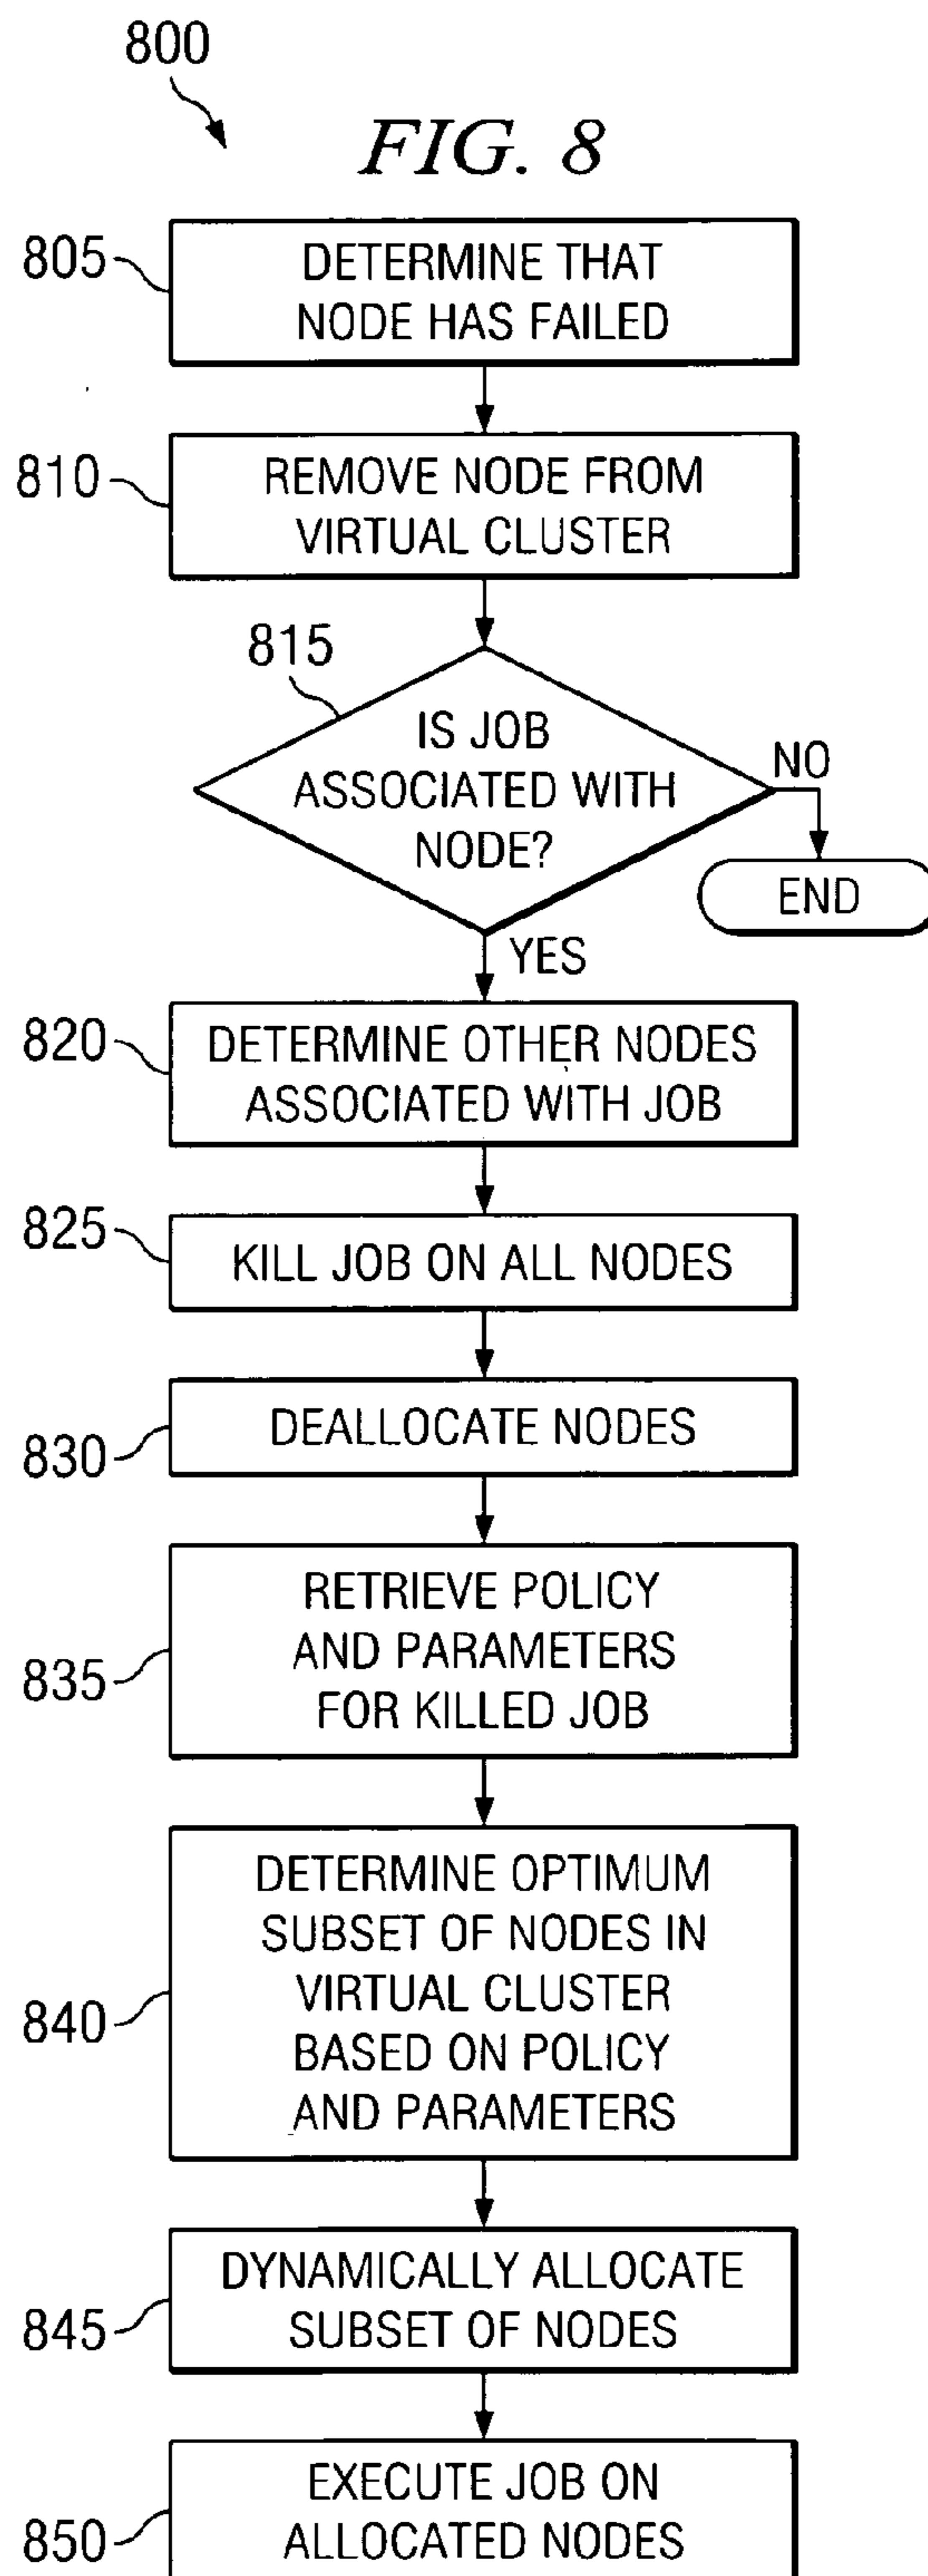 800
FIG. 8
805
DETERMINE THAT
NODE HAS FAILED
810
REMOVE NODE FROM
VIRTUAL CLUSTER
815
IS JOB
ASSOCIATED WITH
NODE?
NO
END
YES
820
DETERMINE OTHER NODES
ASSOCIATED WITH JOB
825
KILL JOB ON ALL NODES
830
DEALLOCATE NODES
835
RETRIEVE POLICY
AND PARAMETERS
FOR KILLED JOB
840
DETERMINE OPTIMUM
SUBSET OF NODES IN
VIRTUAL CLUSTER
BASED ON POLICY
AND PARAMETERS
845
DYNAMICALLY ALLOCATE
SUBSET OF NODES
850
EXECUTE JOB ON
ALLOCATED NODES